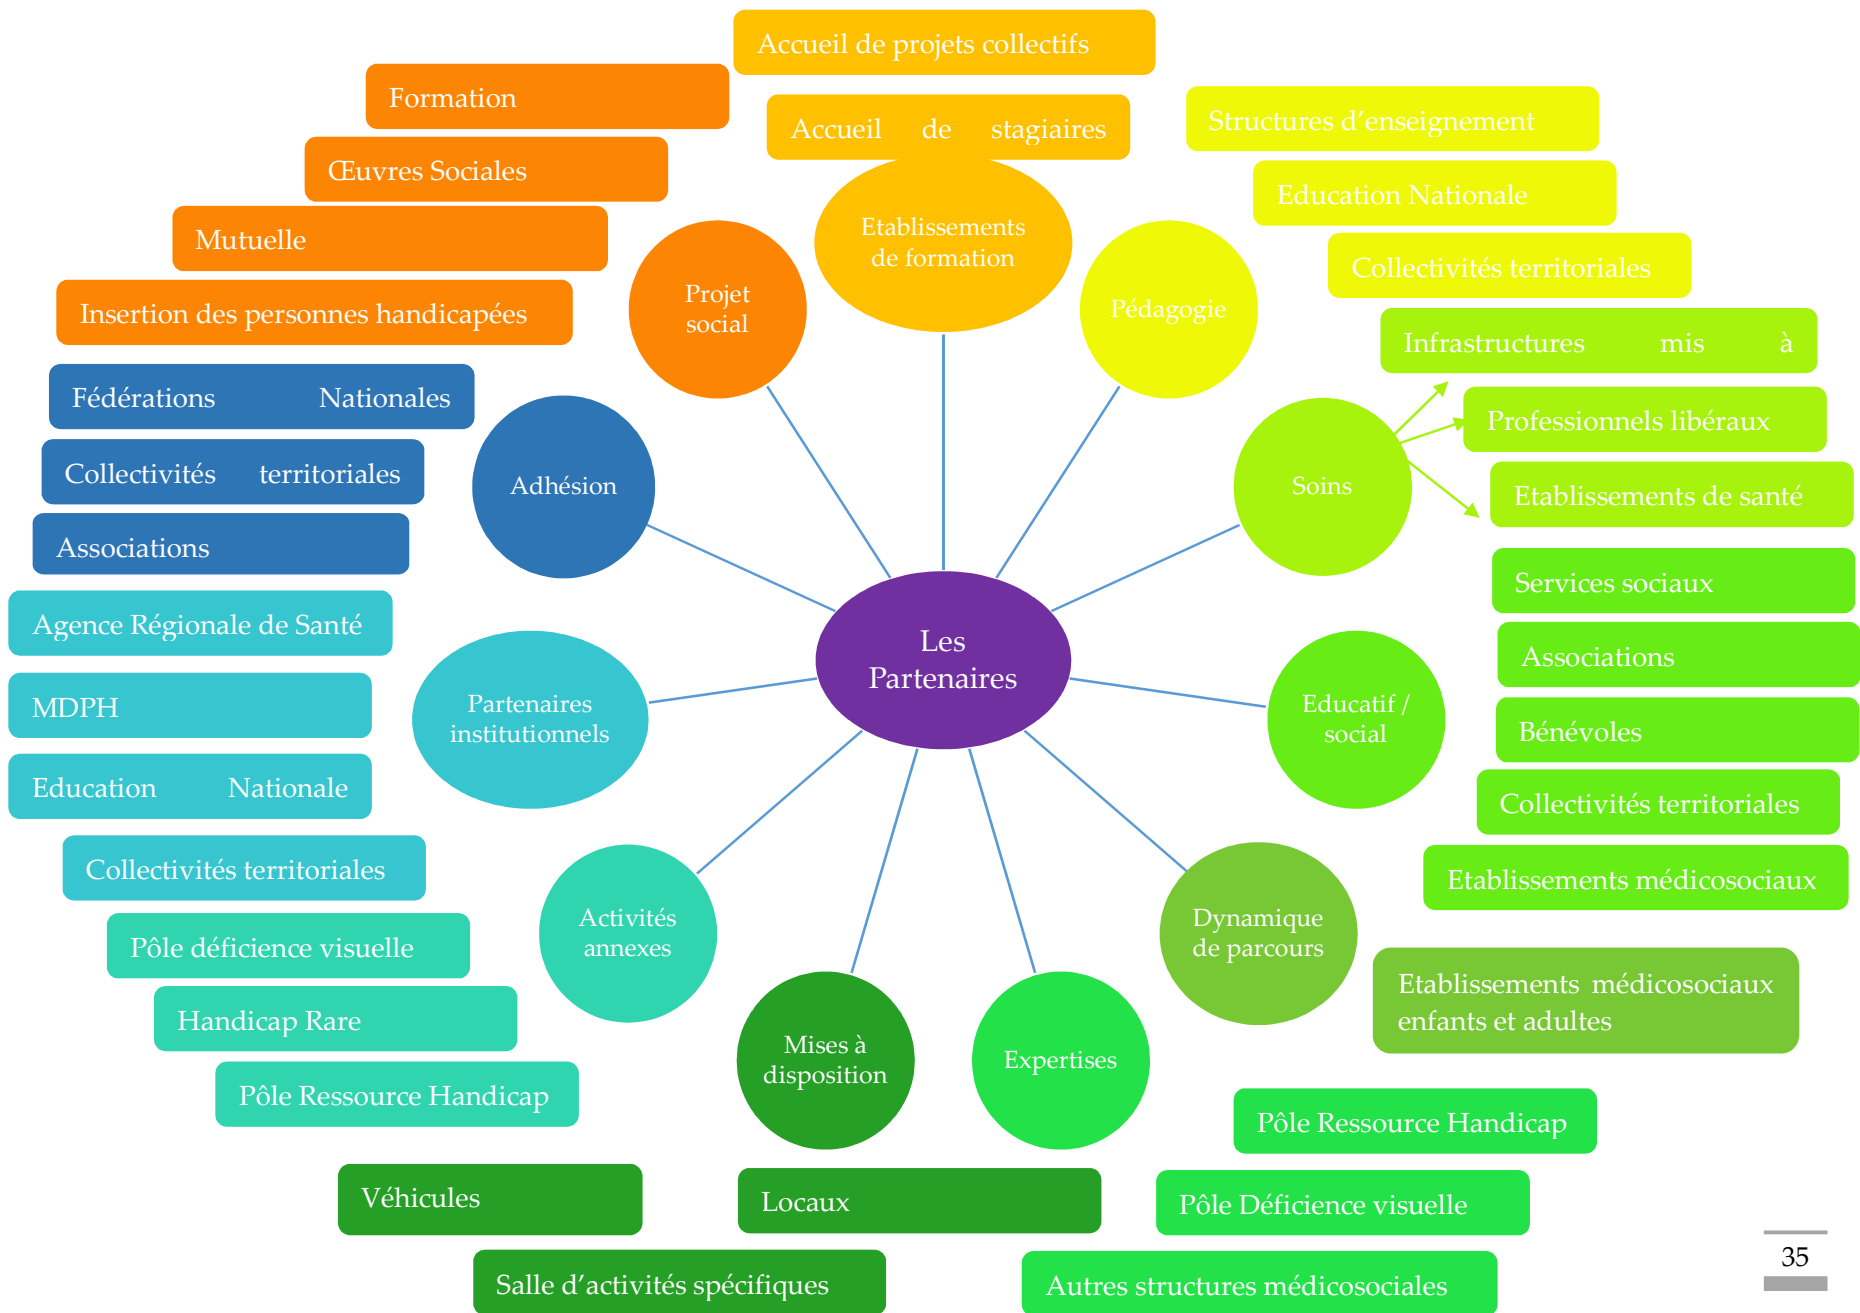 Accueil de projets collectifs
Accueil de stagiaires
Etablissements
de formation
Formation
Œuvres Sociales
Mutuelle
Insertion des personnes handicapées
Projet
social
Structures d'enseignement
Education Nationale
Collectivités territoriales
Pédagogie
Infrastructures mis à
Professionnels libéraux
Etablissements de santé
Soins
Fédérations Nationales
Collectivités territoriales
Associations
Adhésion
Les
Partenaires
Services sociaux
Associations
Bénévoles
Collectivités territoriales
Etablissements médicosociaux
Educatif /
social
Agence Régionale de Santé
MDPH
Education Nationale
Collectivités territoriales
Partenaires
institutionnels
Pôle déficience visuelle
Handicap Rare
Pôle Ressource Handicap
Activités
annexes
Dynamique
de parcours
Etablissements médicosociaux
enfants et adultes
Mises à
disposition
Véhicules
Locaux
Salle d'activités spécifiques
Expertises
Pôle Ressource Handicap
Pôle Déficience visuelle
Autres structures médicosociales
35